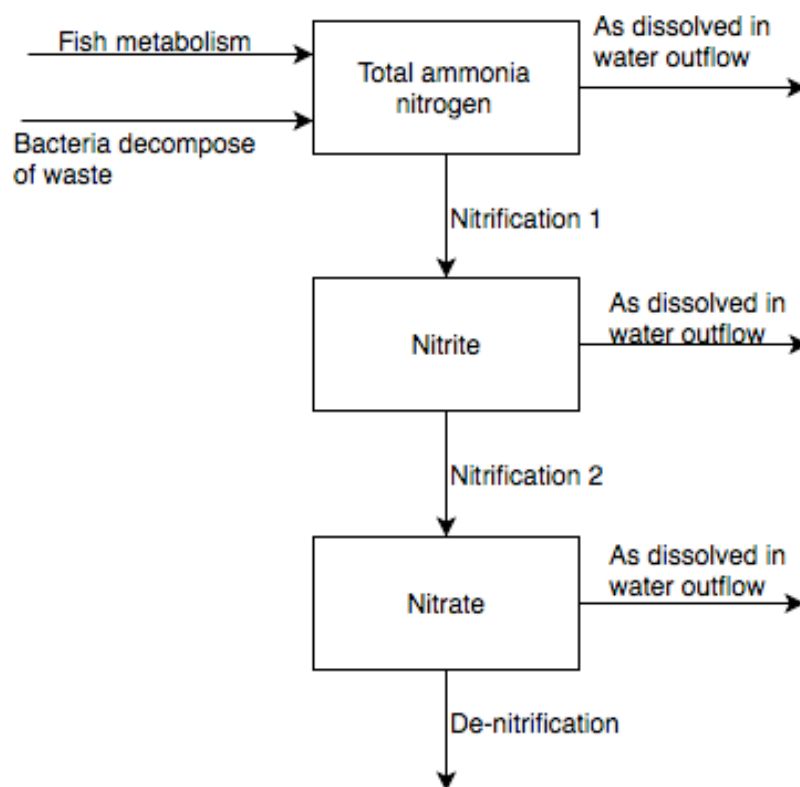 Fish metabolism
Bacteria decompose
of waste
Total ammonia
nitrogen
As dissolved in
water outflow
Nitrification 1
Nitrite
As dissolved in
water outflow
Nitrification 2
Nitrate
As dissolved in
water outflow
De-nitrification